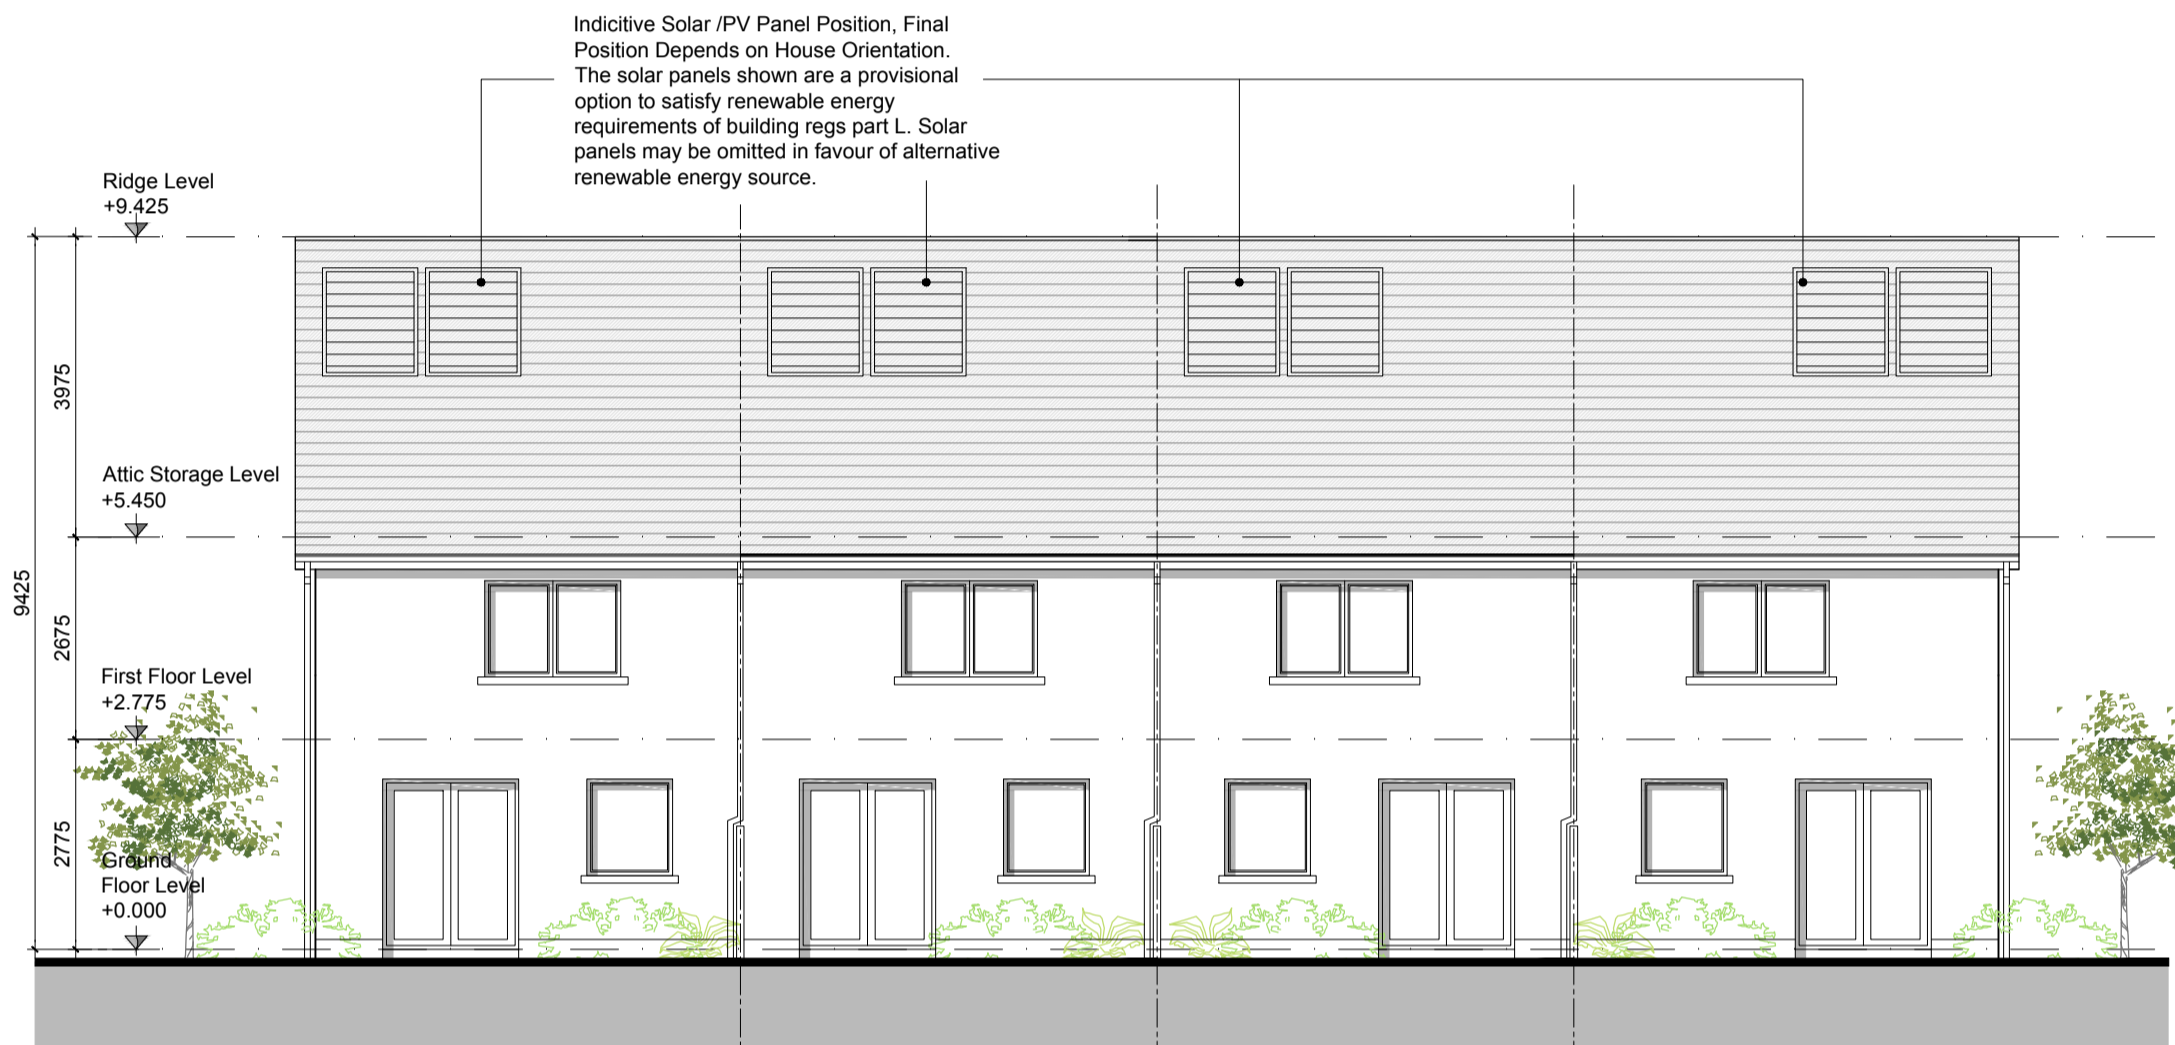 Indicitive Solar /PV Panel Position, Final
Position Depends on House Orientation.
The solar panels shown are a provisional
option to satisfy renewable energy
requirements of building regs part L. Solar
panels may be omitted in favour of alternative
renewable energy source.
Ridge Level
+9.425
3975
Attic Storage Level
+5.450
9425
2675
First Floor Level
+2.775
2775
Ground
Floor Level
+0.000